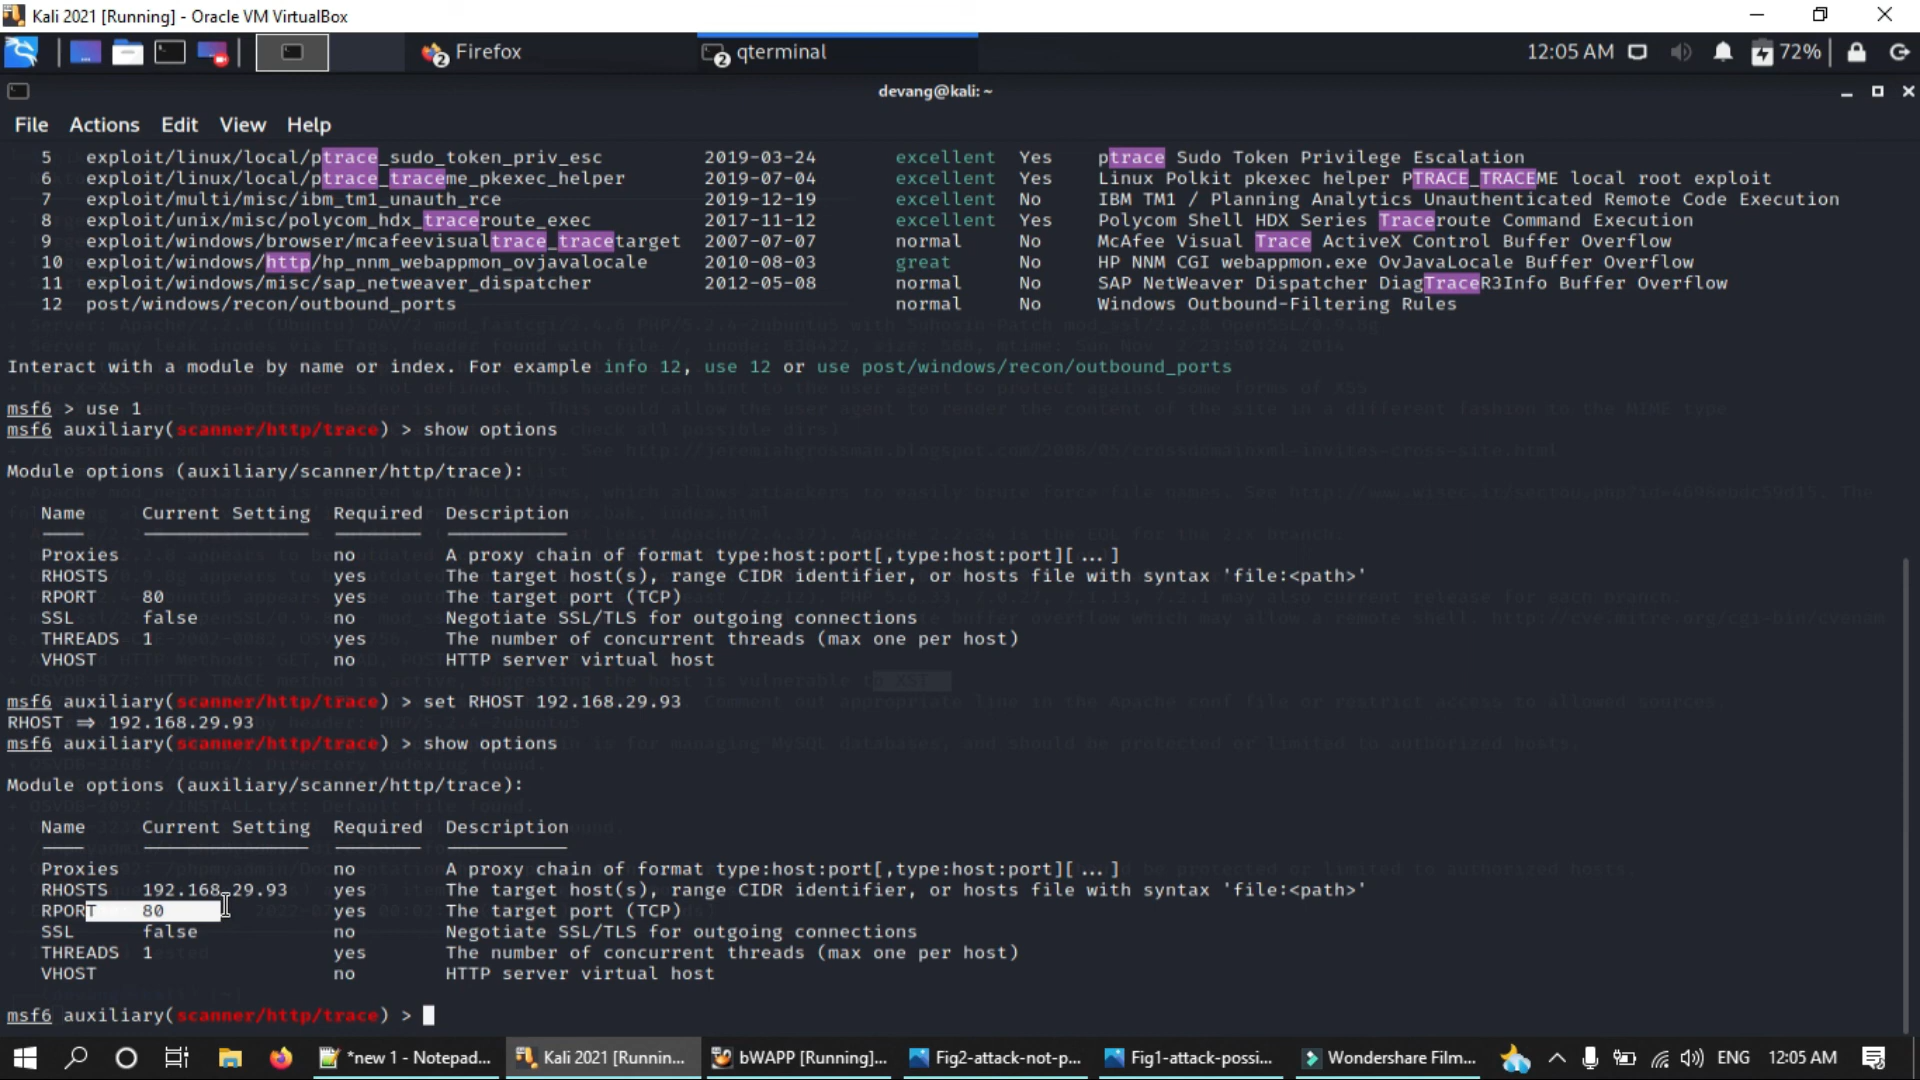 Kali 2021 [Running] - Oracle VM VirtualBox
2 Firefox
2 qterminal
12:05 AM 72%
devang@kali: ~
File Actions Edit View Help
5 exploit/linux/local/ptrace_sudo_token_priv_esc 2019-03-24 excellent Yes ptrace Sudo Token Privilege Escalation
6 exploit/linux/local/ptrace_traceme_pkexec_helper 2019-07-04 excellent Yes Linux Polkit pkexec helper PTRACE_TRACEME local root exploit
7 exploit/multi/misc/ibm_tm1_unauth_rce 2019-12-19 excellent No IBM TM1 / Planning Analytics Unauthenticated Remote Code Execution
8 exploit/unix/misc/polycom_hdx_traceroute_exec 2017-11-12 excellent Yes Polycom Shell HDX Series Traceroute Command Execution
9 exploit/windows/browser/mcafeevisualtrace_tracetarget 2007-07-07 normal No McAfee Visual Trace ActiveX Control Buffer Overflow
10 exploit/windows/http/hp_nnm_webappmon_ovjavalocale 2010-08-03 great No HP NNM CGI webappmon.exe OvJavaLocale Buffer Overflow
11 exploit/windows/misc/sap_netweaver_dispatcher 2012-05-08 normal No SAP NetWeaver Dispatcher DiagTraceR3Info Buffer Overflow
12 post/windows/recon/outbound_ports normal No Windows Outbound-Filtering Rules
Interact with a module by name or index. For example info 12, use 12 or use post/windows/recon/outbound_ports
msf6 > use 1
msf6 auxiliary(scanner/http/trace) > show options
Module options (auxiliary/scanner/http/trace):
Name Current Setting Required Description
Proxies no A proxy chain of format type:host:port[,type:host:port][...]
RHOSTS yes The target host(s), range CIDR identifier, or hosts file with syntax 'file:<path>'
RPORT 80 yes The target port (TCP)
SSL false no Negotiate SSL/TLS for outgoing connections
THREADS 1 yes The number of concurrent threads (max one per host)
VHOST no HTTP server virtual host
msf6 auxiliary(scanner/http/trace) > set RHOST 192.168.29.93
RHOST => 192.168.29.93
msf6 auxiliary(scanner/http/trace) > show options
Module options (auxiliary/scanner/http/trace):
Name Current Setting Required Description
Proxies no A proxy chain of format type:host:port[,type:host:port][...]
RHOSTS 192.168.29.93 yes The target host(s), range CIDR identifier, or hosts file with syntax 'file:<path>'
RPORT 80 yes The target port (TCP)
SSL false no Negotiate SSL/TLS for outgoing connections
THREADS 1 yes The number of concurrent threads (max one per host)
VHOST no HTTP server virtual host
msf6 auxiliary(scanner/http/trace) >
*new 1 - Notepad... Kali 2021 [Runnin... bWAPP [Running]... Fig2-attack-not-p... Fig1-attack-possi... Wondershare Film... ENG 12:05 AM